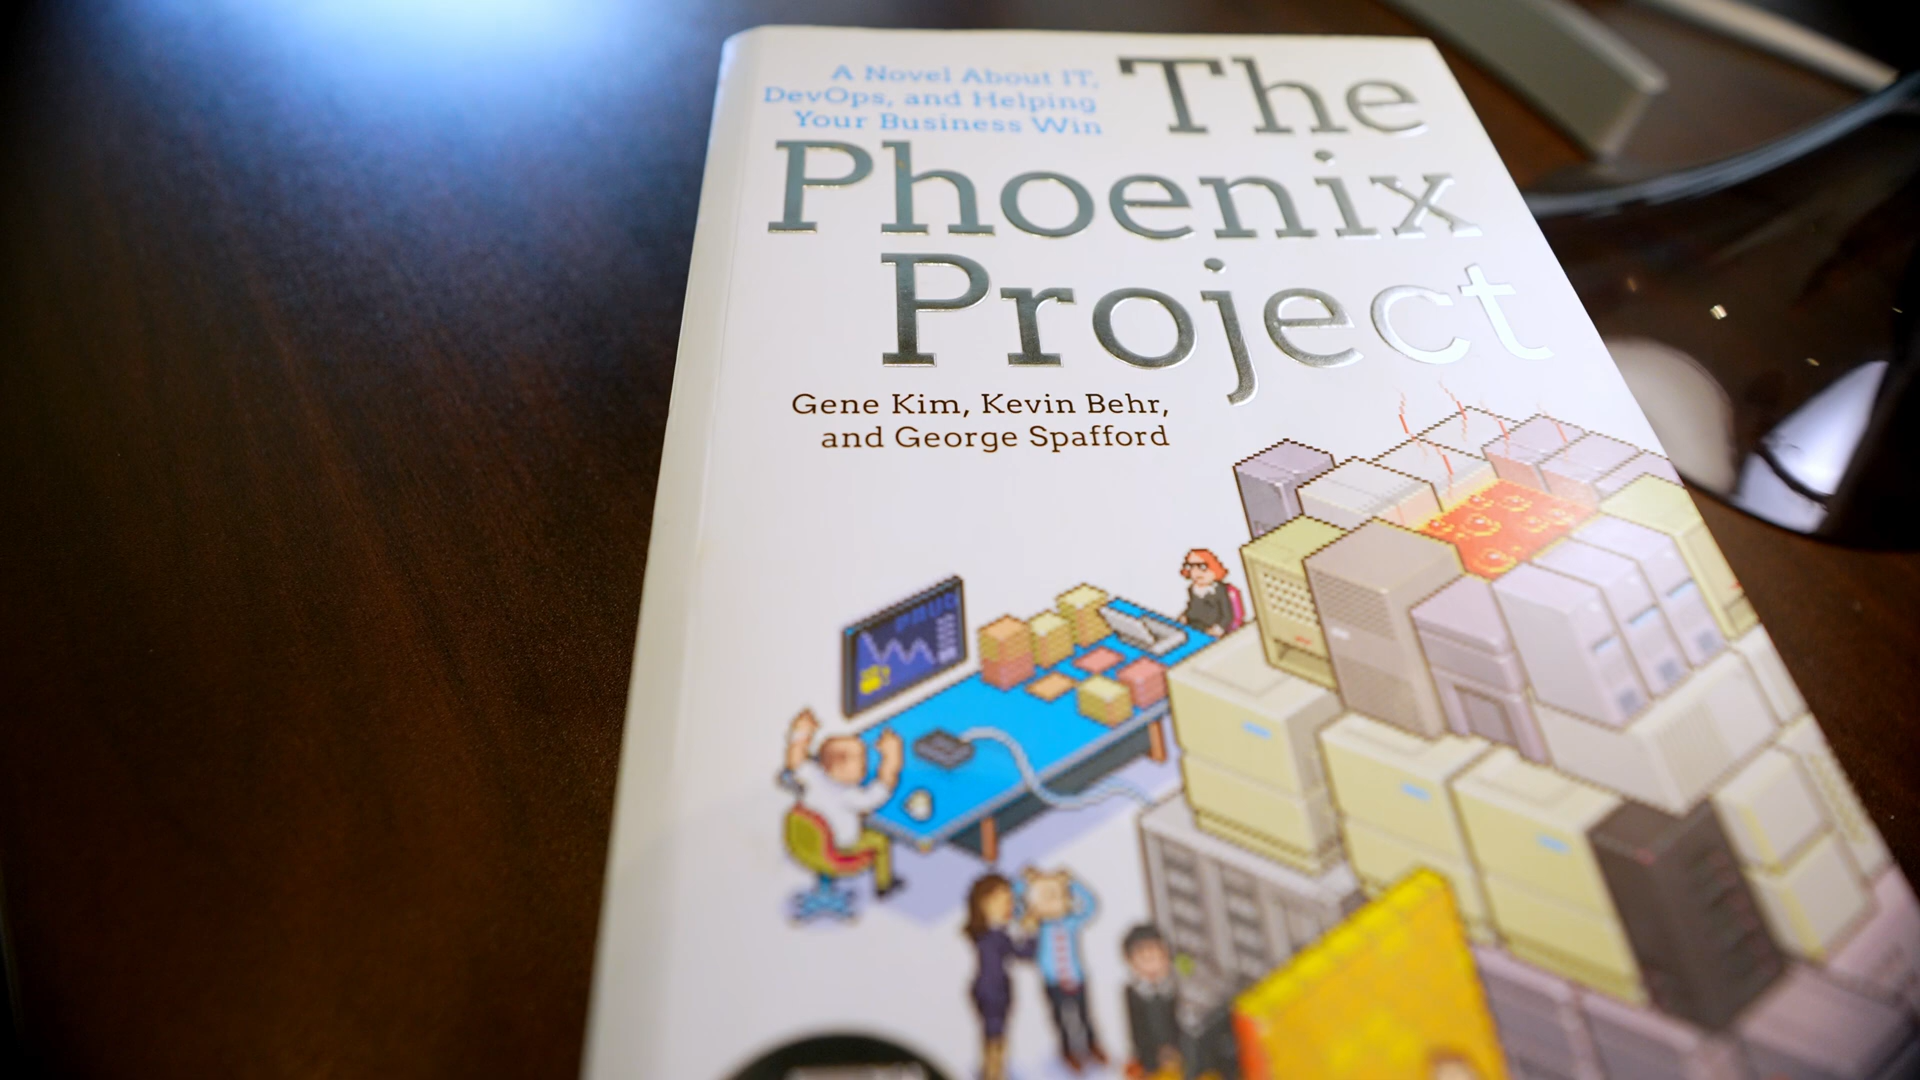 A Novel About IT,
DevOps, and Helping
Your Business Win
The
Phoenix
Project
Gene Kim, Kevin Behr,
and George Spafford